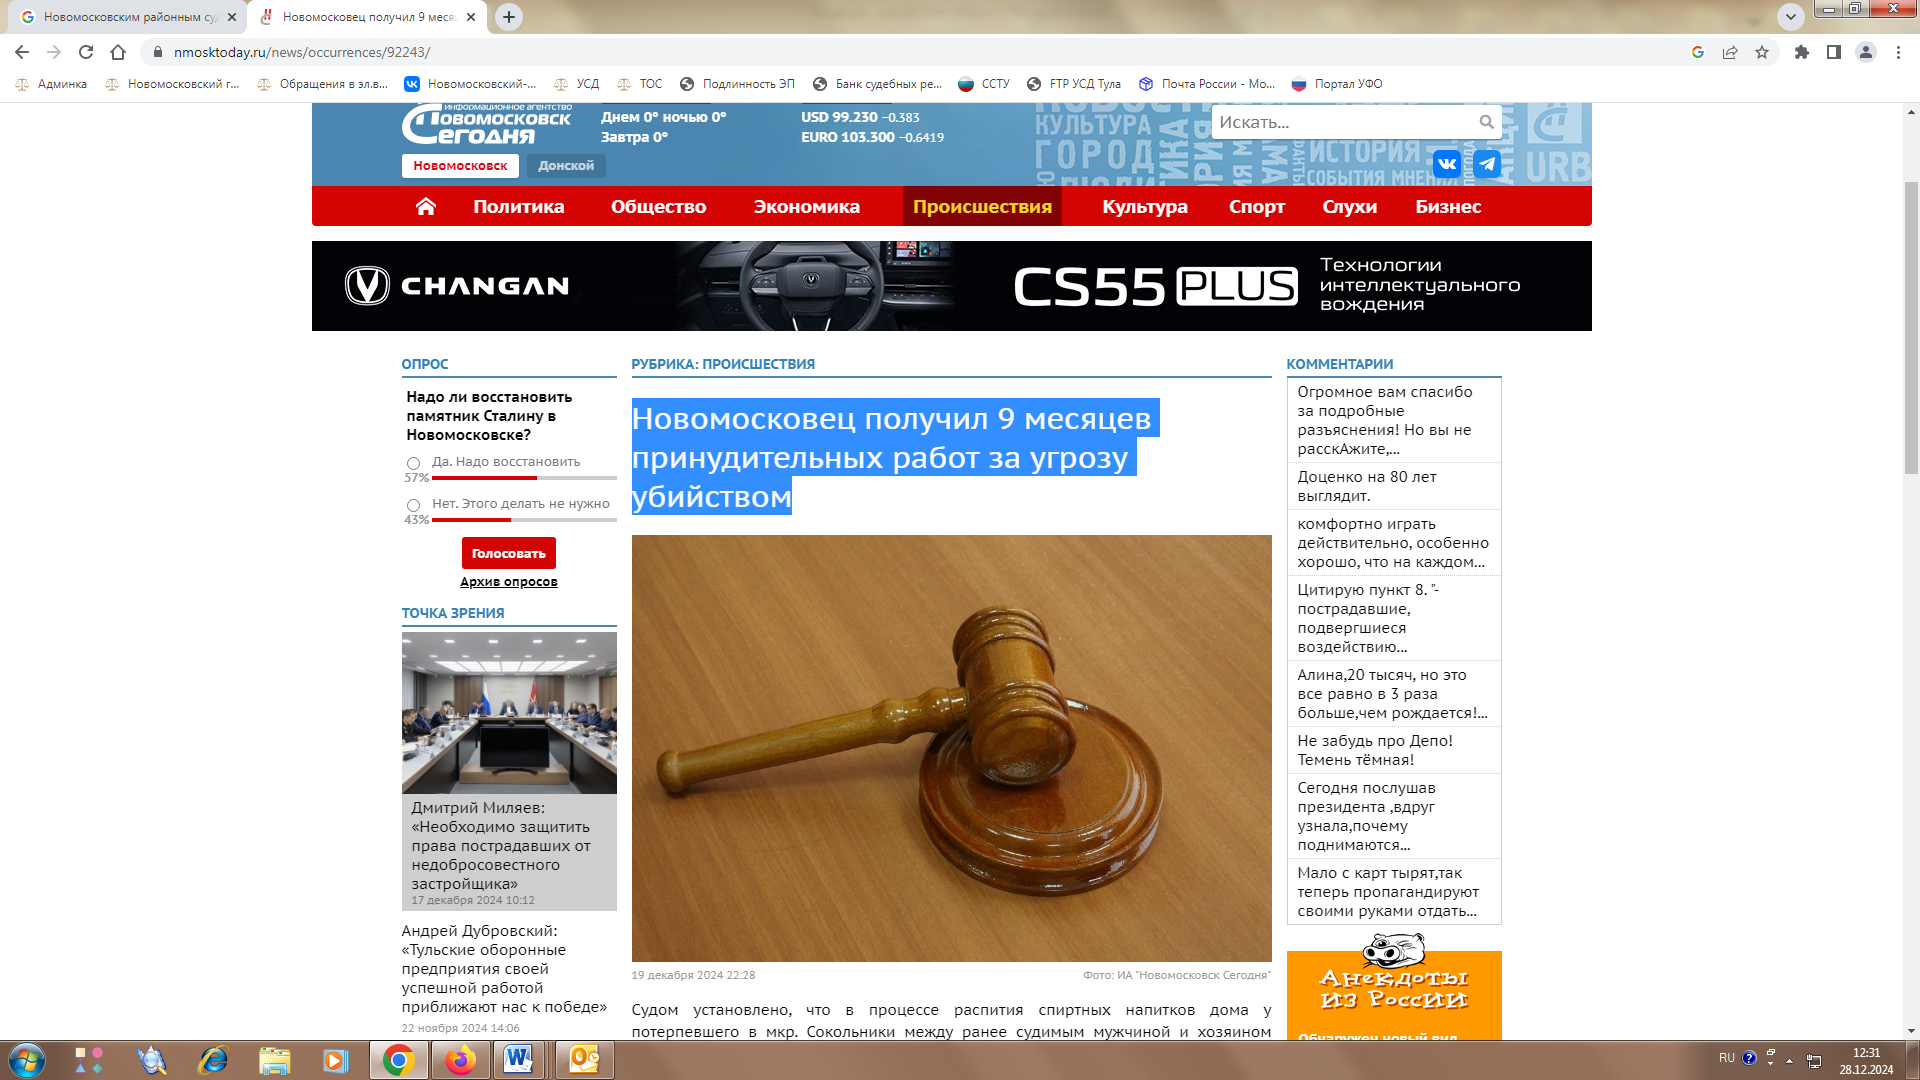 Новомосковским районным су
Новомосковец получил 9 меся
nmosktoday.ru/news/occurrences/92243/
Админка
Новомосковский г...
Обращения в эл.в...
Новомосковский-...
УСД
ТОС
Подлинность ЭП
Банк судебных ре...
ССТУ
FTP УСД Тула
Почта России - Мо...
Портал УФО
информационное агентство
Новомосковск
Сегодня
Днем 0° ночью 0°
Завтра 0°
USD 99.230 −0.383
EURO 103.300 −0.6419
Искать...
КУЛЬТУРА
ГОРОД
ИСТОРИЯ
СОБЫТИЯ МНЕНИЯ
URB
Новомосковск
Донской
Политика
Общество
Экономика
Происшествия
Культура
Спорт
Слухи
Бизнес
CHANGAN
CS55 PLUS
Технологии
интеллектуального
вождения
ОПРОС
Надо ли восстановить
памятник Сталину в
Новомосковске?
Да. Надо восстановить
57%
Нет. Этого делать не нужно
43%
Голосовать
Архив опросов
ТОЧКА ЗРЕНИЯ
Дмитрий Миляев:
«Необходимо защитить
права пострадавших от
недобросовестного
застройщика»
17 декабря 2024 10:12
Андрей Дубровский:
«Тульские оборонные
предприятия своей
успешной работой
приближают нас к победе»
22 ноября 2024 14:06
РУБРИКА: ПРОИСШЕСТВИЯ
Новомосковец получил 9 месяцев
принудительных работ за угрозу
убийством
19 декабря 2024 22:28
Фото: ИА "Новомосковск Сегодня"
Судом установлено, что в процессе распития спиртных напитков дома у
потерпевшего в мкр. Сокольники между ранее судимым мужчиной и хозяином
КОММЕНТАРИИ
Огромное вам спасибо
за подробные
разъяснения! Но вы не
расскАжите,...
Доценко на 80 лет
выглядит.
комфортно играть
действительно, особенно
хорошо, что на каждом...
Цитирую пункт 8. "-
пострадавшие,
подвергшиеся
воздействию...
Алина,20 тысяч, но это
все равно в 3 раза
больше,чем рождается!...
Не забудь про Депо!
Темень тёмная!
Сегодня послушав
президента ,вдруг
узнала,почему
поднимаются...
Мало с карт тырят,так
теперь пропагандируют
своими руками отдать...
Анекдоты
из России
Обнаружен новый вид
RU
12:31
28.12.2024